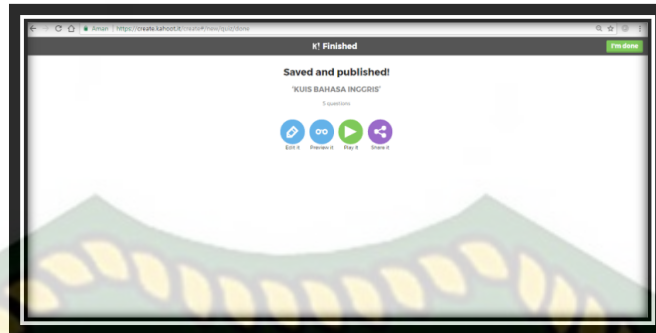 Aman | https://create.kahoot.it/create#/new/quiz/done
K! Finished
I'm done
Saved and published!
'KUIS BAHASA INGGRIS'
5 questions
Edit it Preview it Play it Share it